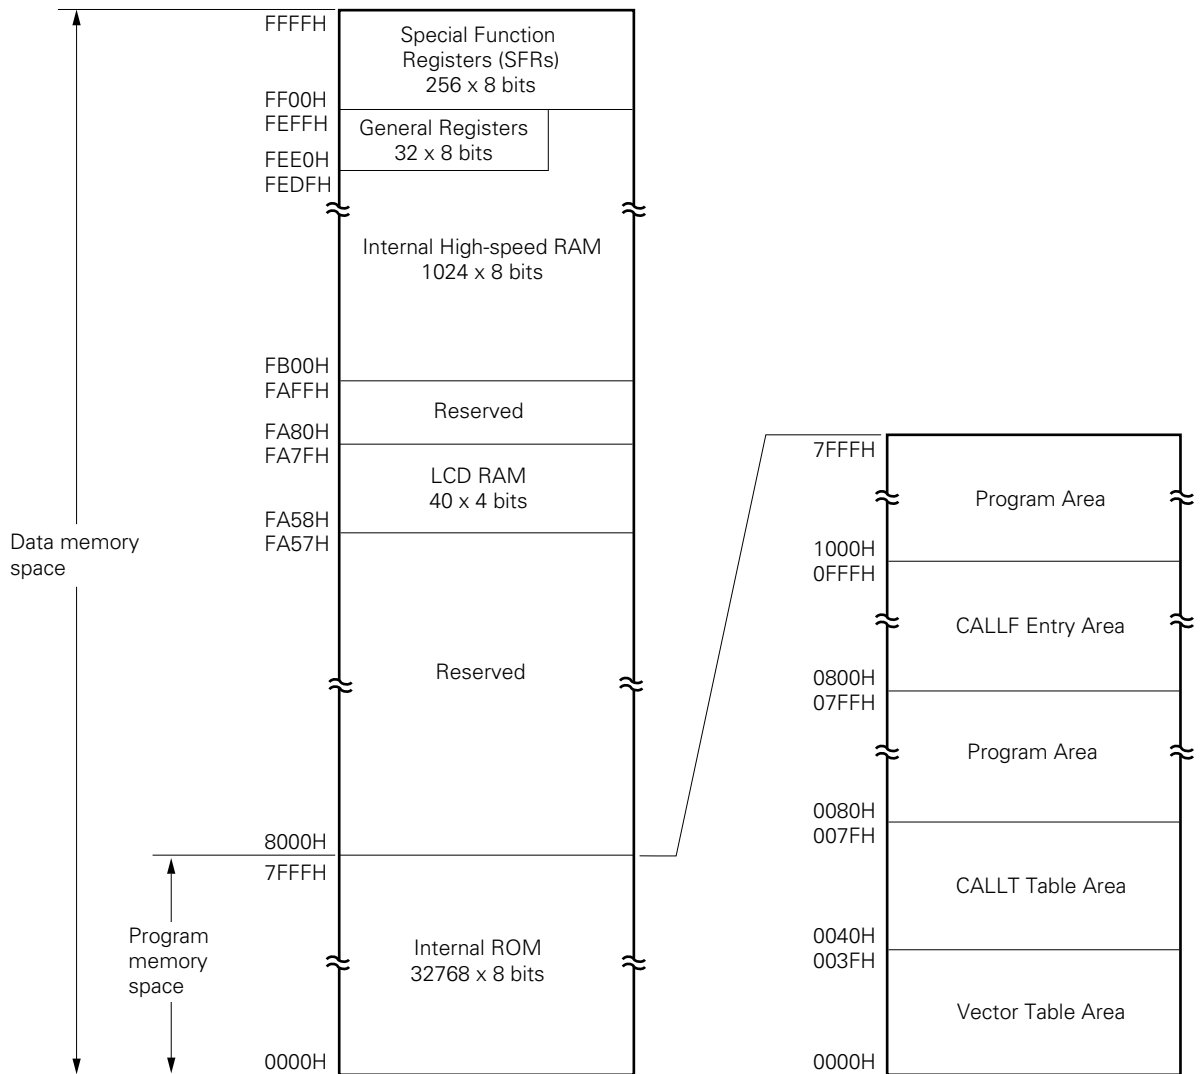 FFFFH
Special Function
Registers (SFRs)
256 x 8 bits
FF00H
FEFFH
General Registers
32 x 8 bits
FEE0H
FEDFH
Internal High-speed RAM
1024 x 8 bits
FB00H
FAFFH
Reserved
FA80H
FA7FH
LCD RAM
40 x 4 bits
FA58H
FA57H
Data memory
space
Reserved
8000H
7FFFH
Program
memory
space
Internal ROM
32768 x 8 bits
0000H
7FFFH
Program Area
1000H
0FFFH
CALLF Entry Area
0800H
07FFH
Program Area
0080H
007FH
CALLT Table Area
0040H
003FH
Vector Table Area
0000H